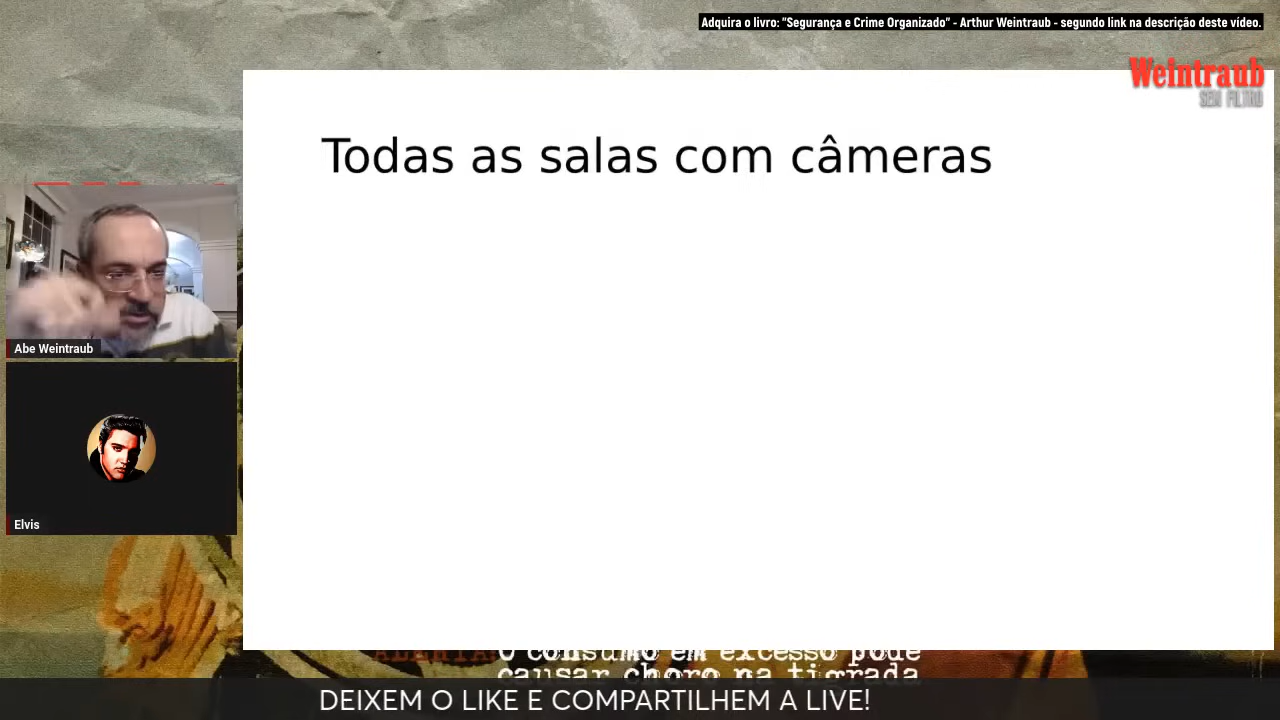 Adquira o livro: "Segurança e Crime Organizado" - Arthur Weintraub - segundo link na descrição deste vídeo.
Weintraub
SEM FILTRO
Todas as salas com câmeras
Abe Weintraub
Elvis
ALERTA: O consumo em excesso pode
causar choro na tigrada
DEIXEM O LIKE E COMPARTILHEM A LIVE!